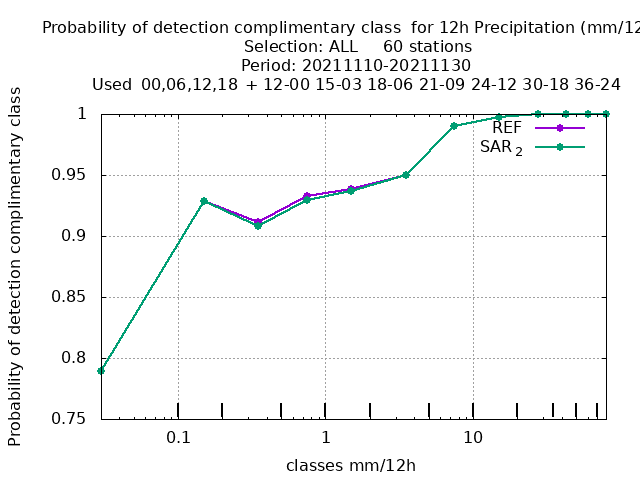 Probability of detection complimentary class for 12h Precipitation (mm/12
Selection: ALL 60 stations
Period: 20211110-20211130
Used 00,06,12,18 + 12-00 15-03 18-06 21-09 24-12 30-18 36-24
Probability of detection complimentary class
1
0.95
0.9
0.85
0.8
0.75
REF
SAR 2
0.1 1 10
classes mm/12h